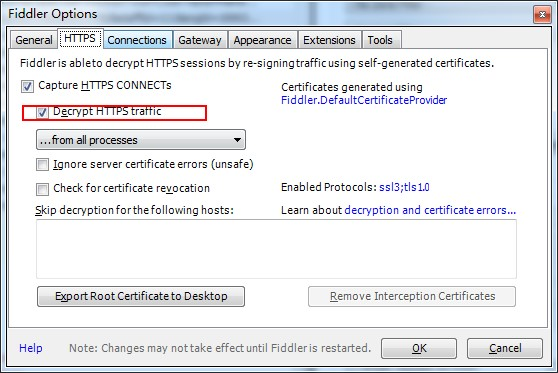 Fiddler Options
General HTTPS Connections Gateway Appearance Extensions Tools
Fiddler is able to decrypt HTTPS sessions by re-signing traffic using self-generated certificates.
Capture HTTPS CONNECTs
Certificates generated using
Fiddler.DefaultCertificateProvider
Decrypt HTTPS traffic
...from all processes
Ignore server certificate errors (unsafe)
Check for certificate revocation
Enabled Protocols: ssl3;tls1.0
Skip decryption for the following hosts:
Learn about decryption and certificate errors...
Export Root Certificate to Desktop
Remove Interception Certificates
Help
Note: Changes may not take effect until Fiddler is restarted.
OK
Cancel